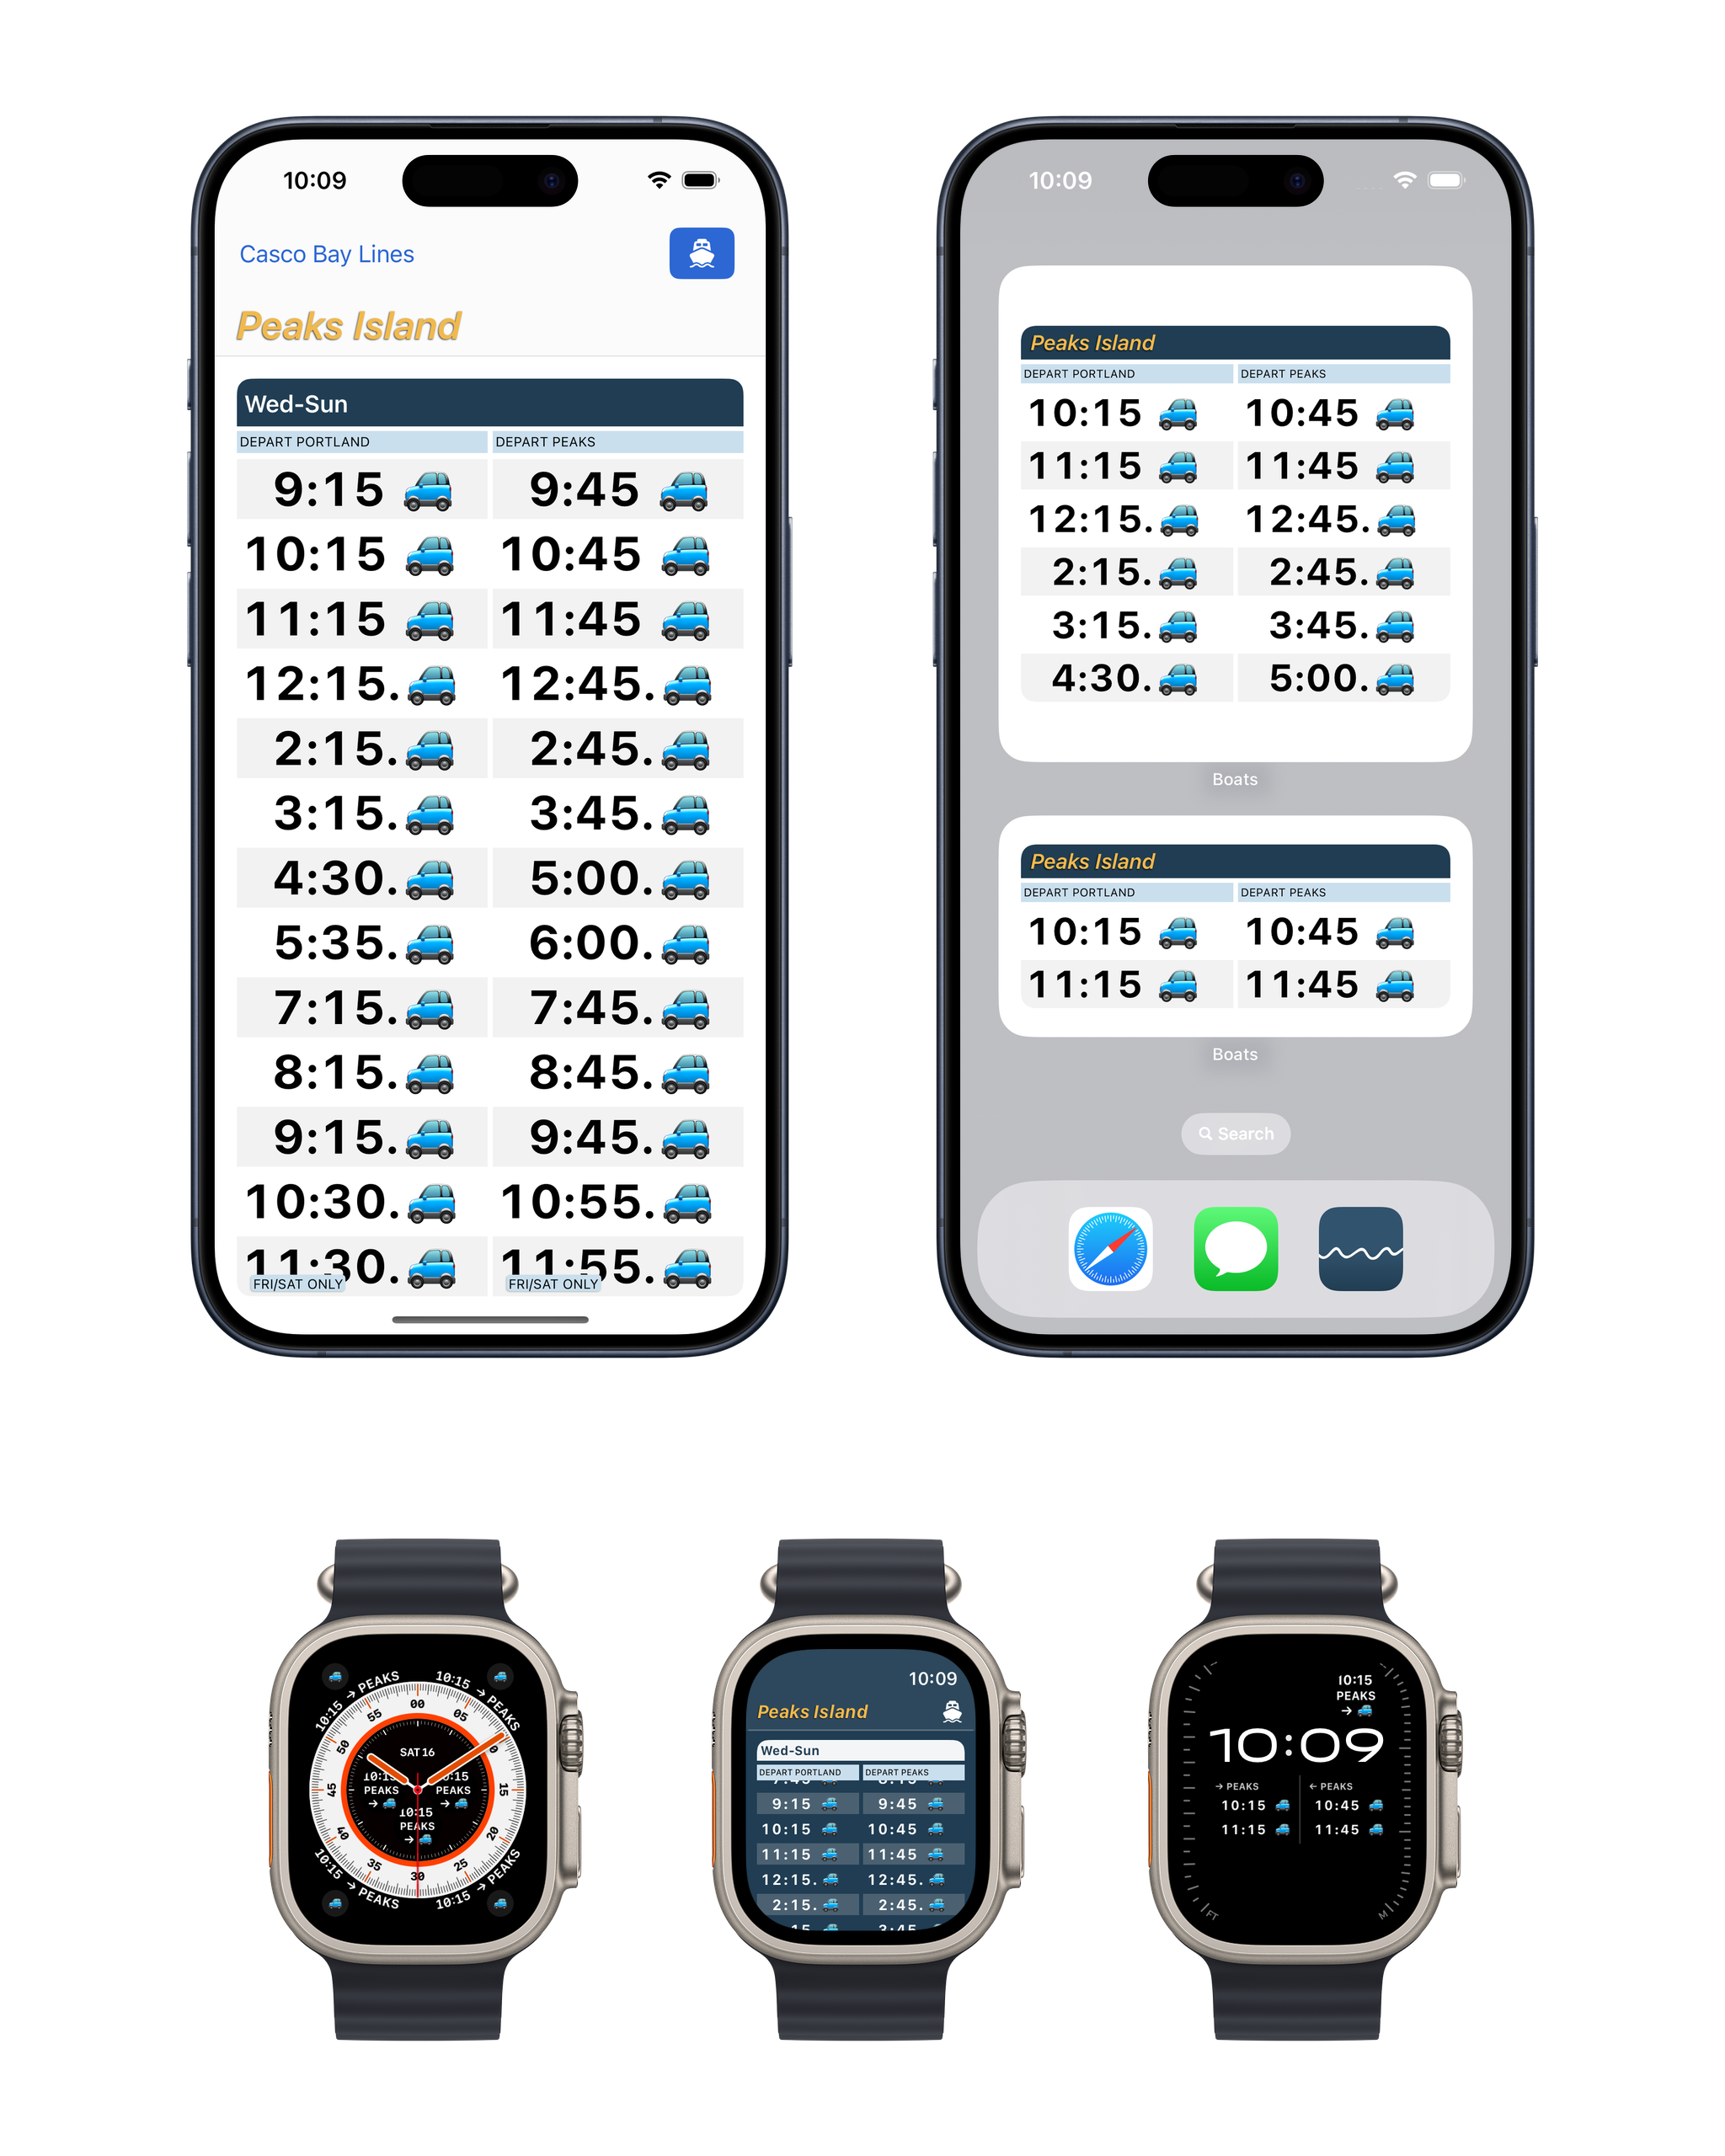 10:09
Casco Bay Lines
Peaks Island
Wed-Sun
DEPART PORTLAND DEPART PEAKS
9:15 9:45
10:15 10:45
11:15 11:45
12:15. 12:45.
2:15. 2:45.
3:15. 3:45.
4:30. 5:00.
5:35. 6:00.
7:15. 7:45.
8:15. 8:45.
9:15. 9:45.
10:30. 10:55.
11:30. 11:55.
FRI/SAT ONLY FRI/SAT ONLY
10:09
Peaks Island
DEPART PORTLAND DEPART PEAKS
10:15 10:45
11:15 11:45
12:15. 12:45.
2:15. 2:45.
3:15. 3:45.
4:30. 5:00.
Boats
Peaks Island
DEPART PORTLAND DEPART PEAKS
10:15 10:45
11:15 11:45
Boats
Search
10:15 → PEAKS
10:15 → PEAKS
00
05
15
20
25
30
35
40
45
50
55
SAT 16
10:15
PEAKS
→
10:15
PEAKS
→
10:15
PEAKS
→
10:15 → PEAKS
10:15 → PEAKS
10:09
Peaks Island
Wed-Sun
DEPART PORTLAND DEPART PEAKS
9:15 9:45
10:15 10:45
11:15 11:45
12:15. 12:45.
2:15. 2:45.
10:15
PEAKS
→
10:09
→ PEAKS ← PEAKS
10:15 10:45
11:15 11:45
FT M